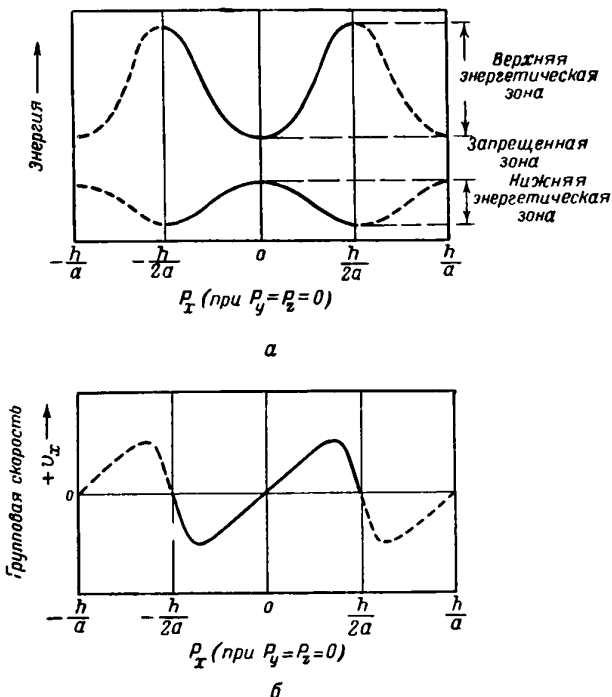 Энергия
Верхняя
энергетическая
зона
Запрещенная
зона
Нижняя
энергетическая
зона
-h/a
-h/2a
0
h/2a
h/a
P_x (при P_y=P_z=0)
а
Групповая скорость
+υ_x
0
-h/a
-h/2a
0
h/2a
h/a
P_x (при P_y=P_z=0)
б